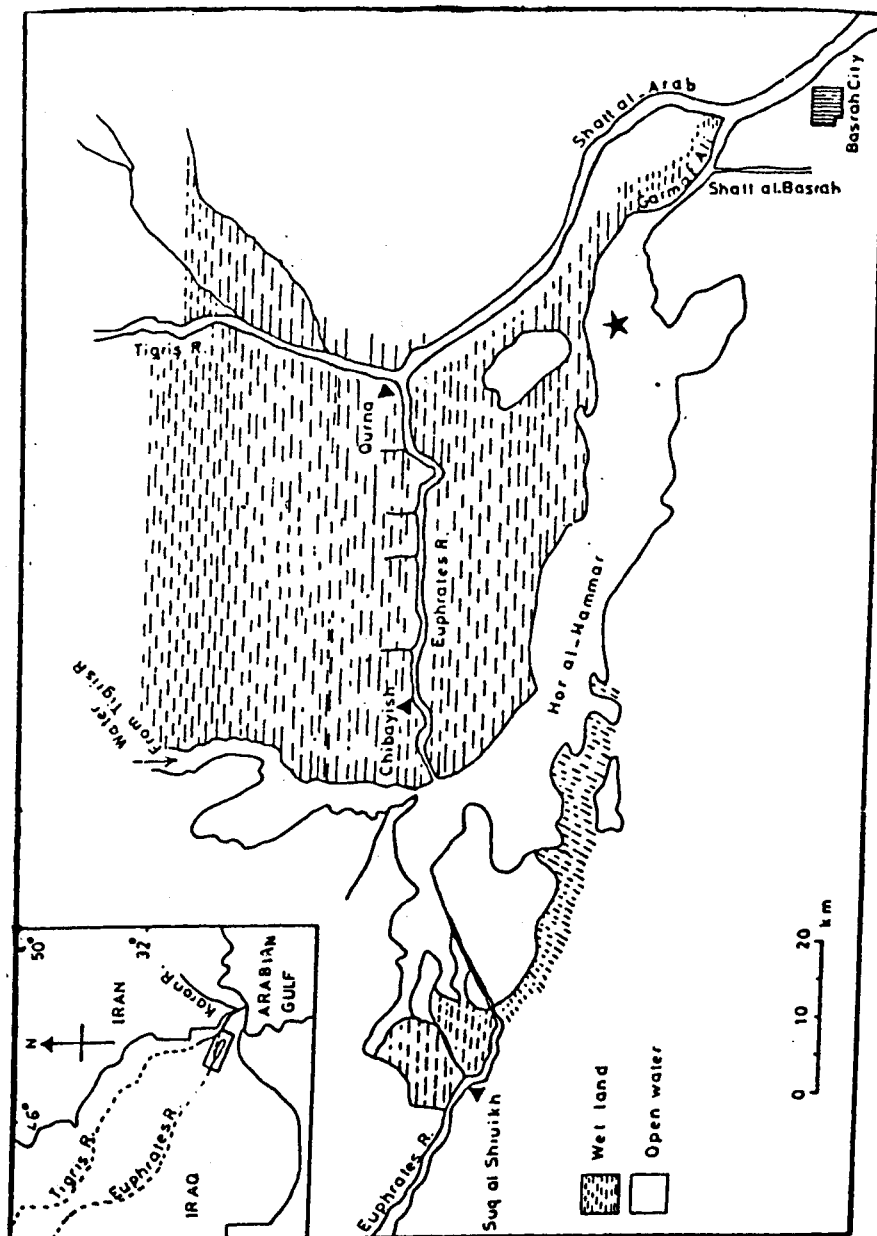 N
46°
50°
32°
IRAN
Karon R.
Tigris R.
Euphrates R.
IRAQ
ARABIAN
GULF
Water
From Tigris R
Tigris R.
Chibayish
Qurna
Euphrates R.
Shatt al-Arab
Garmat Ali
Basrah City
Shatt al.Basrah
Hor al-Hammar
Euphrates R.
Suq al Shiuikh
Wet land
Open water
0 10 20
km